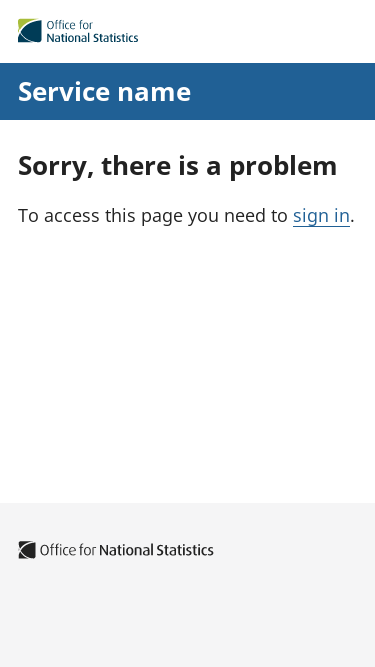 Office for
National Statistics
Service name
Sorry, there is a problem
To access this page you need to sign in.
Office for National Statistics